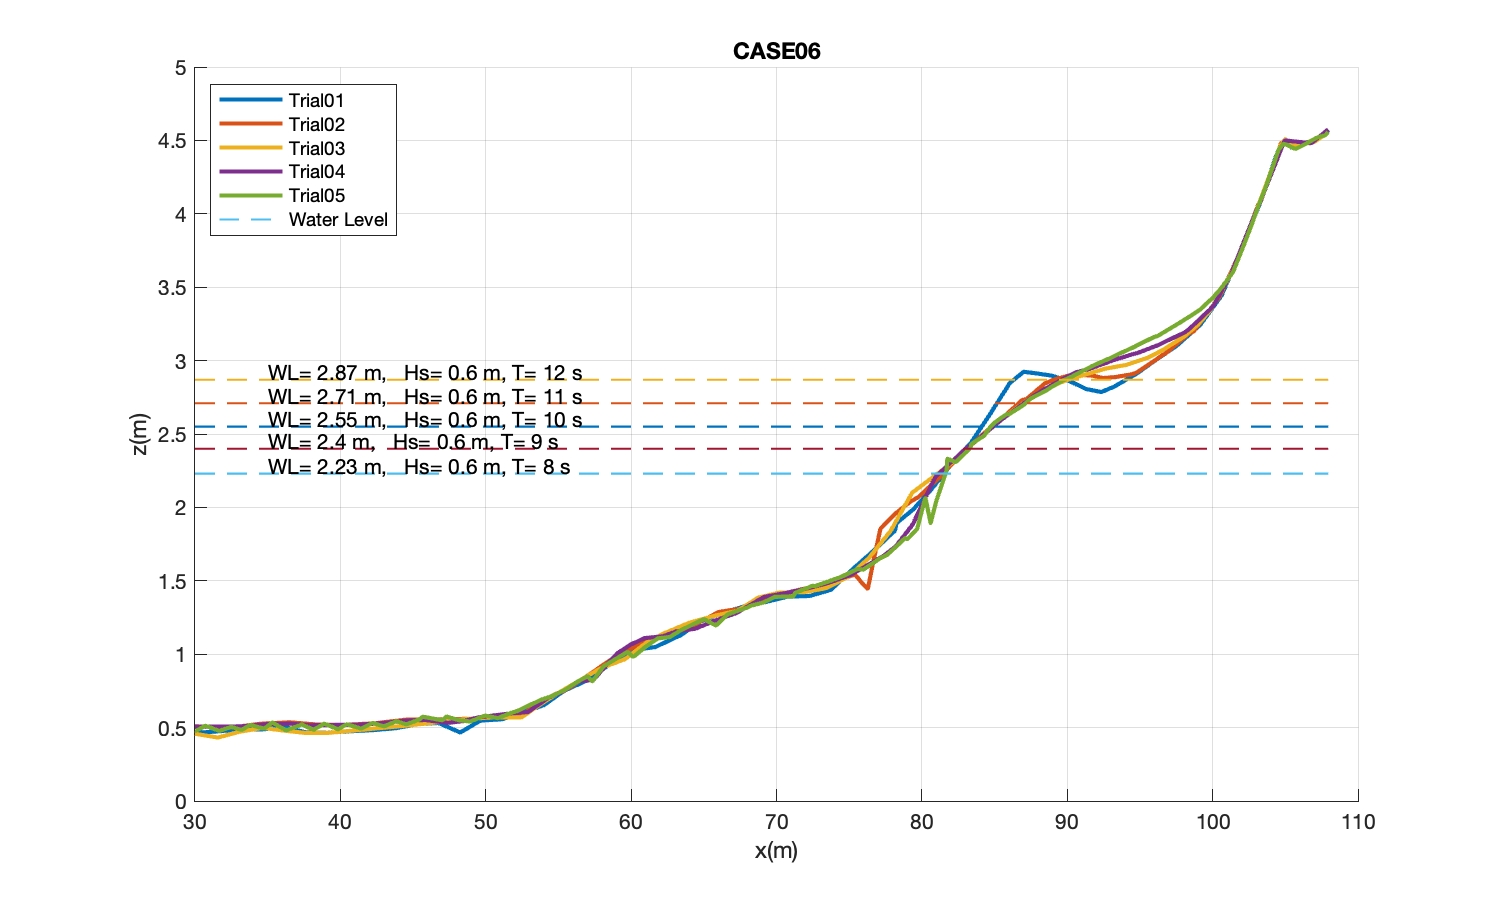 CASE06
5
4.5
4
3.5
3
2.5
2
1.5
1
0.5
0
z(m)
Trial01
Trial02
Trial03
Trial04
Trial05
Water Level
WL= 2.87 m,   Hs= 0.6 m, T= 12 s
WL= 2.71 m,   Hs= 0.6 m, T= 11 s
WL= 2.55 m,   Hs= 0.6 m, T= 10 s
WL= 2.4 m,   Hs= 0.6 m, T= 9 s
WL= 2.23 m,   Hs= 0.6 m, T= 8 s
30 40 50 60 70 80 90 100 110
x(m)